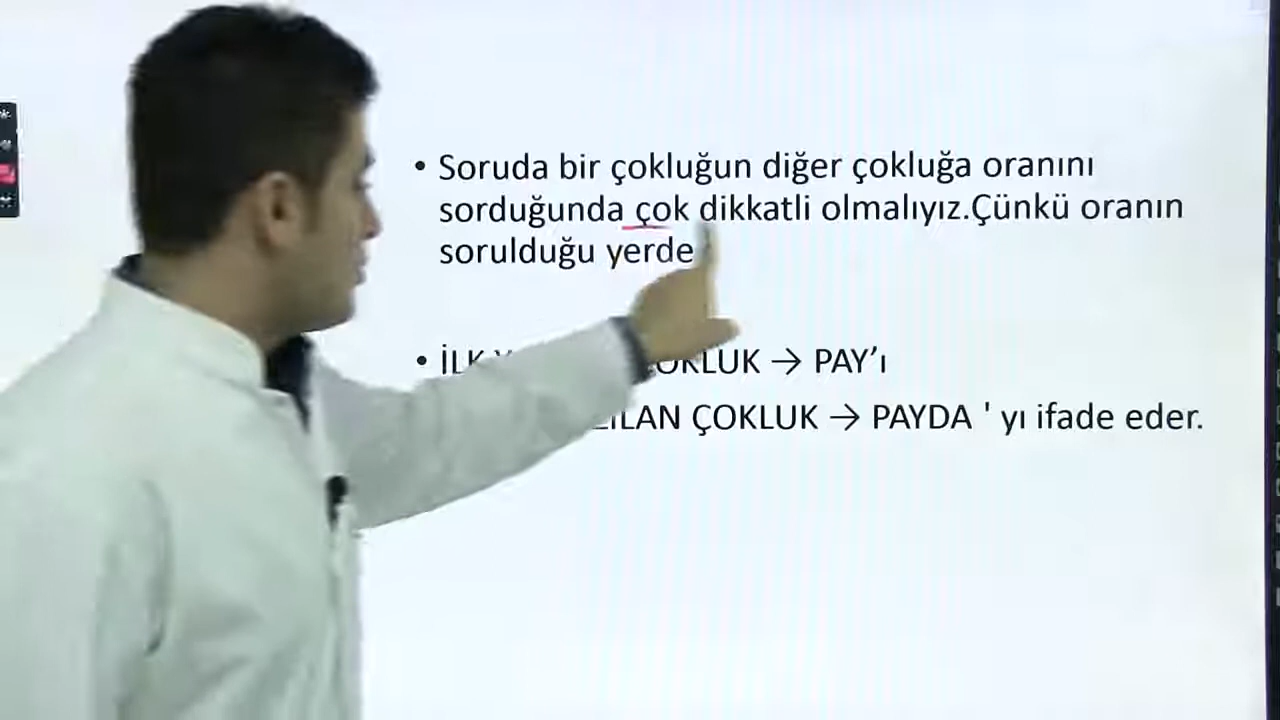 • Soruda bir çokluğun diğer çokluğa oranını
sorduğunda çok dikkatli olmalıyız.Çünkü oranın
sorulduğu yerde
• İLK ÇOKLUK → PAY’ı
ÇOKLUK → PAYDA ' yı ifade eder.